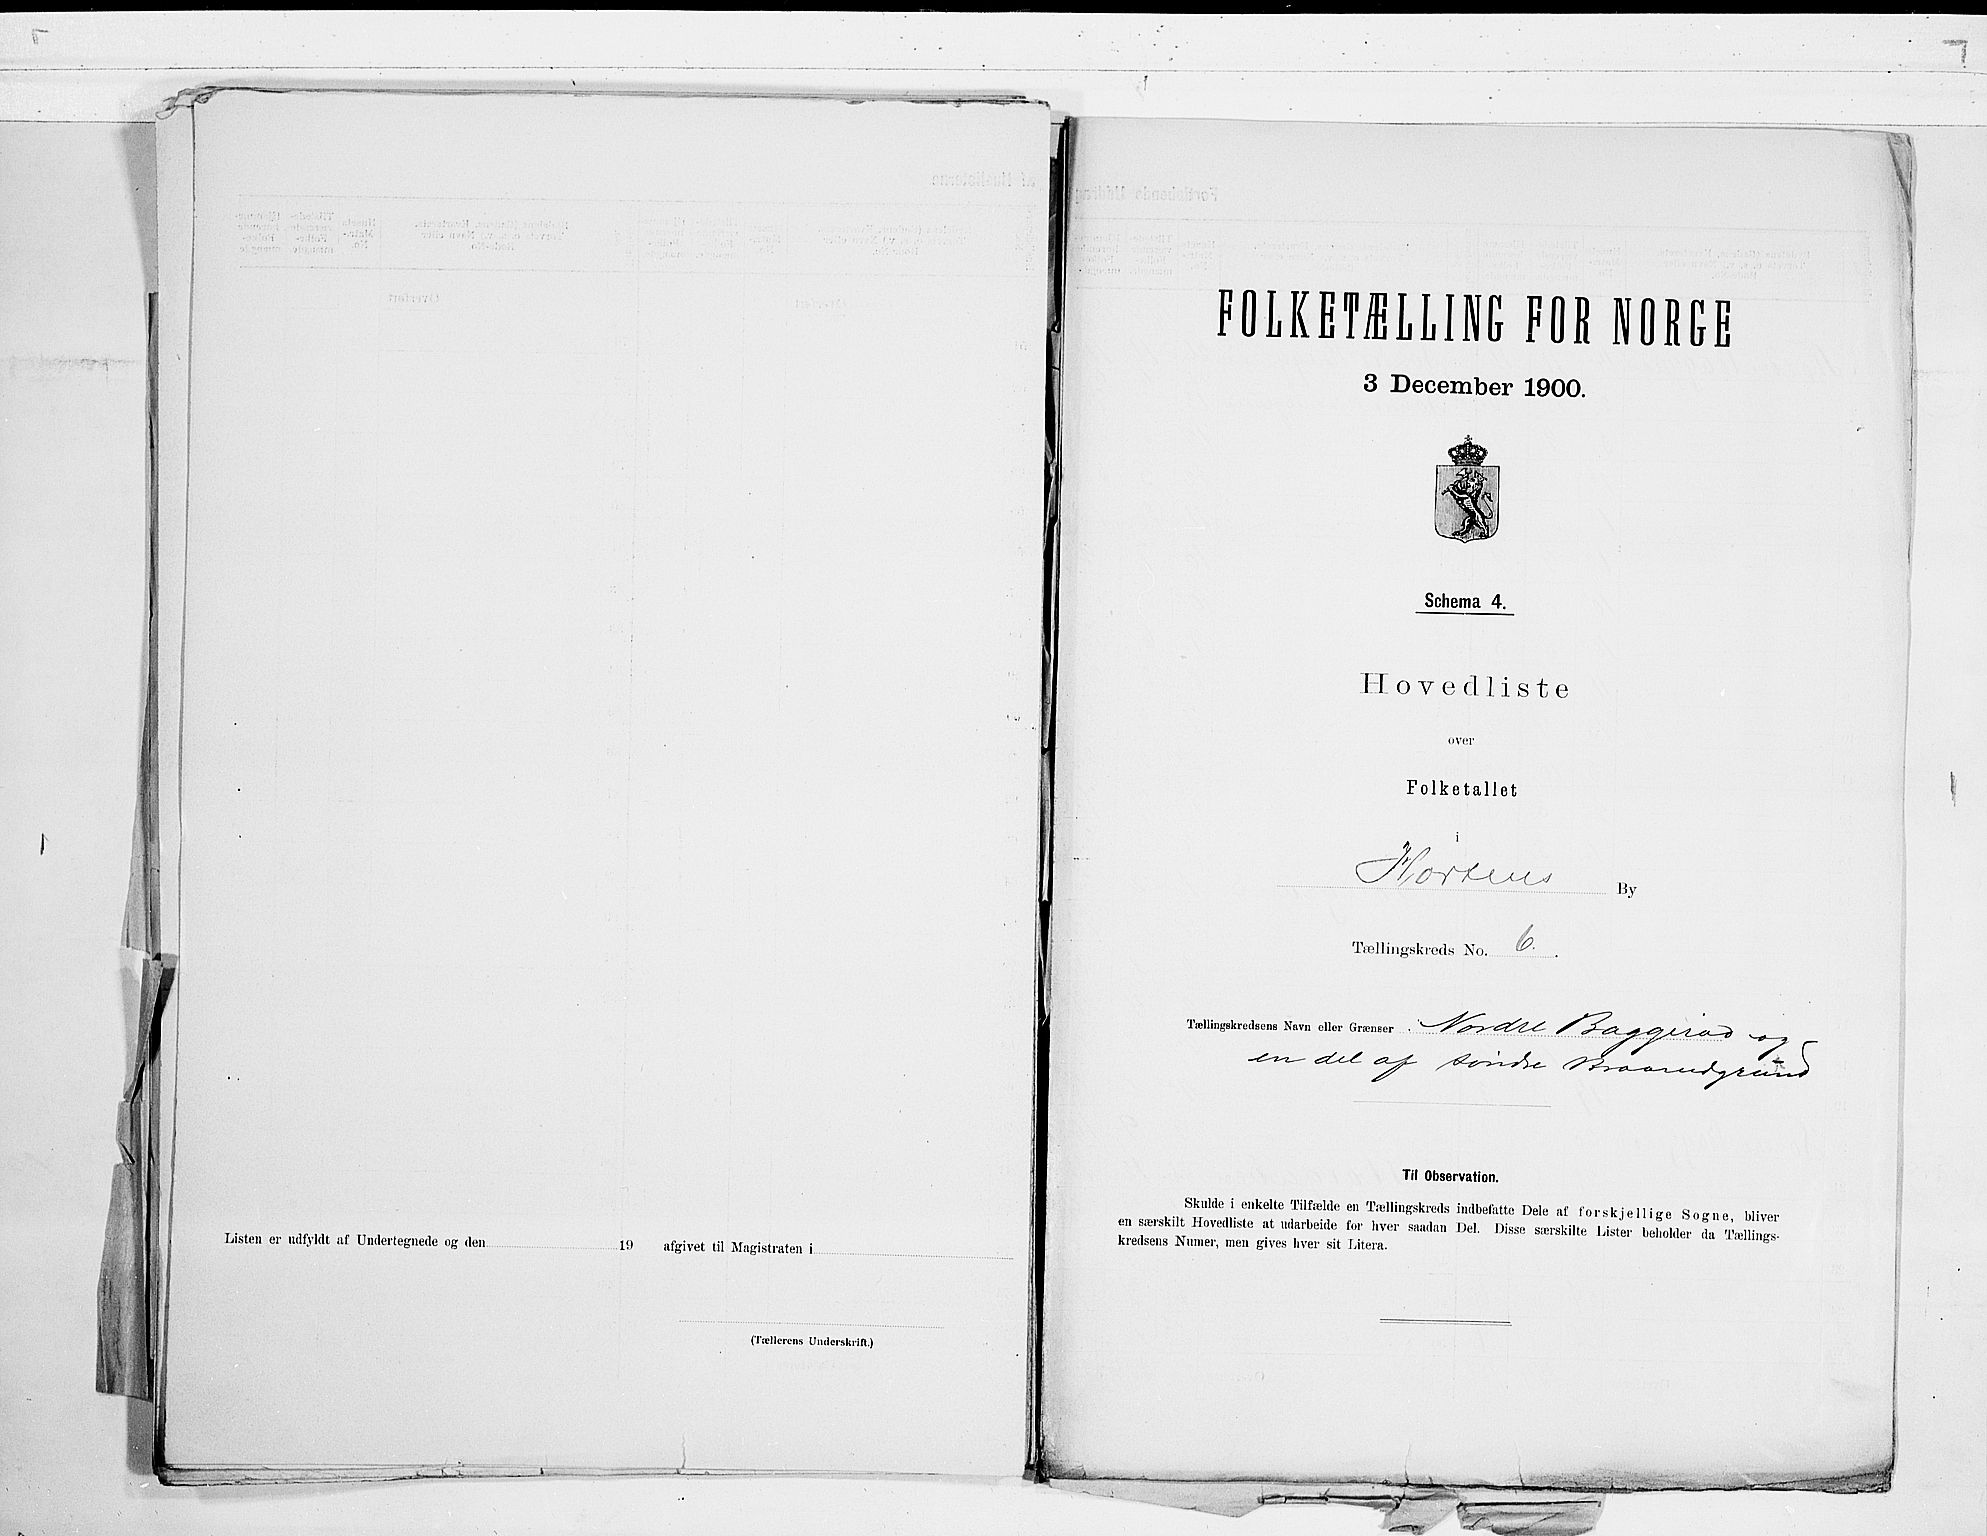 Listen er udfyldt af Undertegnede og den 19 afgivet til Magistraten i
(Tællerens Underskrift.)
FOLKETÆLLING FOR NORGE
3 December 1900.
Schema 4.
Hovedliste
over
Folketallet
i
Hortens By
Tællingskreds No. 6.
Tællingskredsens Navn eller Grænser Nordre Baggerød og
en del af søndre Braarudgrund
Til Observation.
Skulde i enkelte Tilfælde en Tællingskreds indbefatte Dele af forskjellige Sogne, bliver
en særskilt Hovedliste at udarbeide for hver saadan Del. Disse særskilte Lister beholder da Tællings-
kredsens Numer, men gives hver sit Litera.